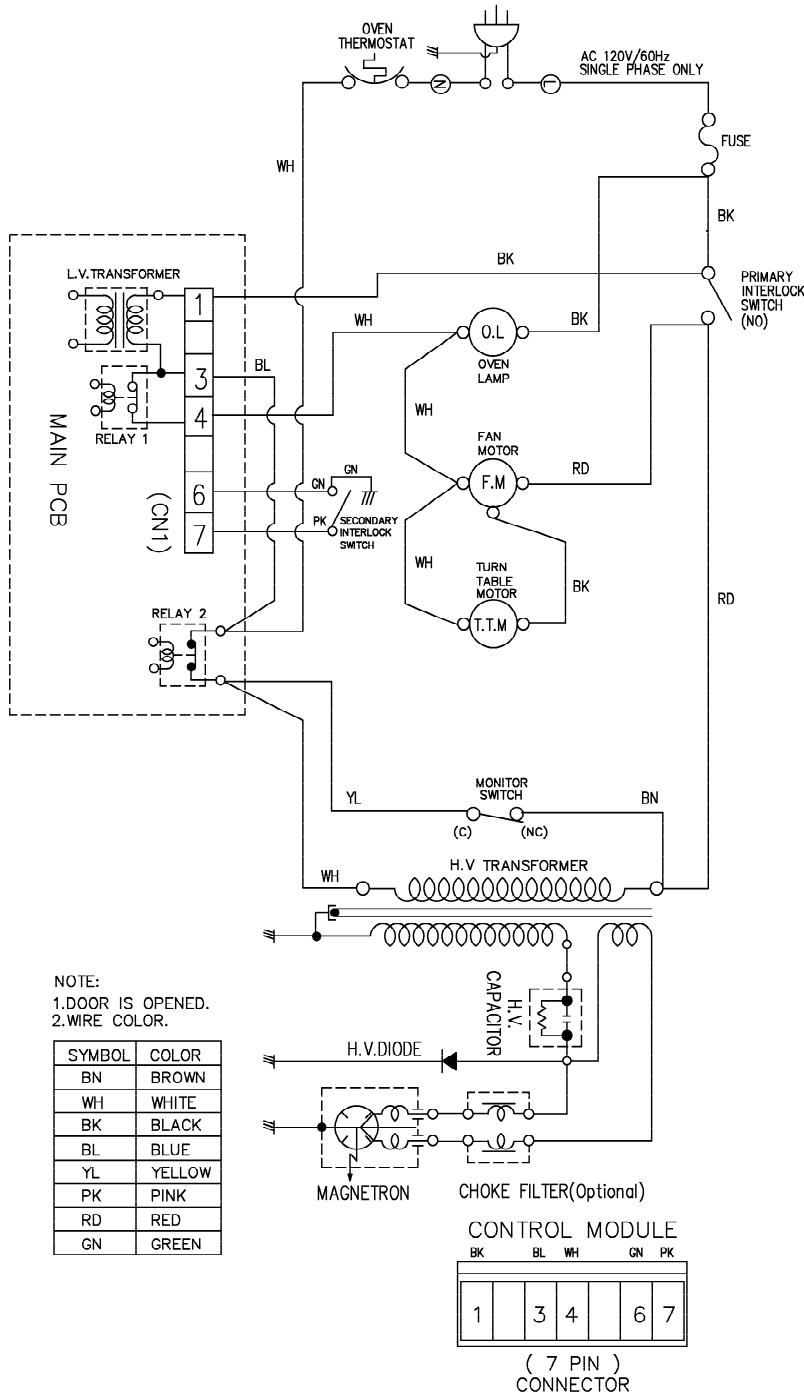 OVEN
THERMOSTAT
AC 120V/60Hz
SINGLE PHASE ONLY
N
L
FUSE
WH
BK
BK
L.V.TRANSFORMER
PRIMARY
INTERLOCK
SWITCH
(NO)
1
WH
O.L
BK
OVEN
LAMP
BL
3
4
RELAY 1
WH
MAIN PCB
(CN1)
FAN
MOTOR
F.M
RD
GN
GN
6
PK
7
SECONDARY
INTERLOCK
SWITCH
WH
TURN
TABLE
MOTOR
T.T.M
BK
RD
RELAY 2
YL
MONITOR
SWITCH
BN
(C)
(NC)
WH
H.V TRANSFORMER
H.V.
CAPACITOR
H.V.DIODE
MAGNETRON
CHOKE FILTER(Optional)
NOTE:
1.DOOR IS OPENED.
2.WIRE COLOR.
SYMBOL COLOR
BN BROWN
WH WHITE
BK BLACK
BL BLUE
YL YELLOW
PK PINK
RD RED
GN GREEN
CONTROL MODULE
BK BL WH GN PK
1 3 4 6 7
( 7 PIN )
CONNECTOR